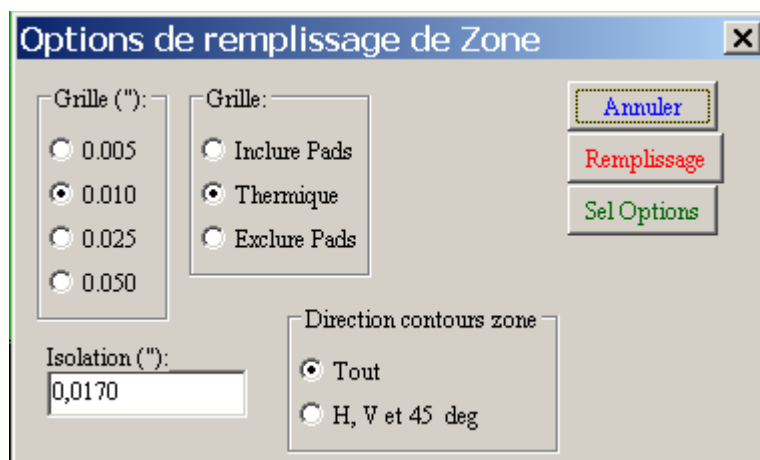 Options de remplissage de Zone
Grille ("):
0.005
0.010
0.025
0.050
Grille:
Inclure Pads
Thermique
Exclure Pads
Annuler
Remplissage
Sel Options
Isolation ("):
0,0170
Direction contours zone
Tout
H, V et 45 deg